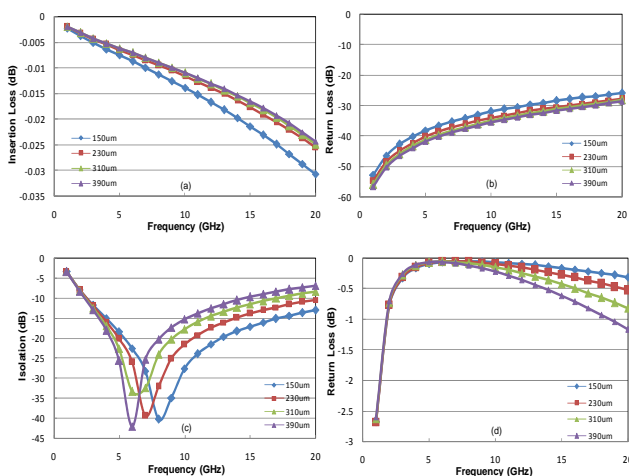 0
-0.005
-0.01
-0.015
-0.02
-0.025
-0.03
-0.035
Insertion Loss (dB)
150um
230um
310um
390um
(a)
0 5 10 15 20
Frequency (GHz)
0
-10
-20
-30
-40
-50
-60
Return Loss (dB)
150um
230um
310um
390um
(b)
0 5 10 15 20
Frequency (GHz)
0
-5
-10
-15
-20
-25
-30
-35
-40
-45
Isolation (dB)
150um
230um
310um
390um
(c)
0 5 10 15 20
Frequency (GHz)
0
-0.5
-1
-1.5
-2
-2.5
-3
Return Loss (dB)
150um
230um
310um
390um
(d)
0 5 10 15 20
Frequency (GHz)